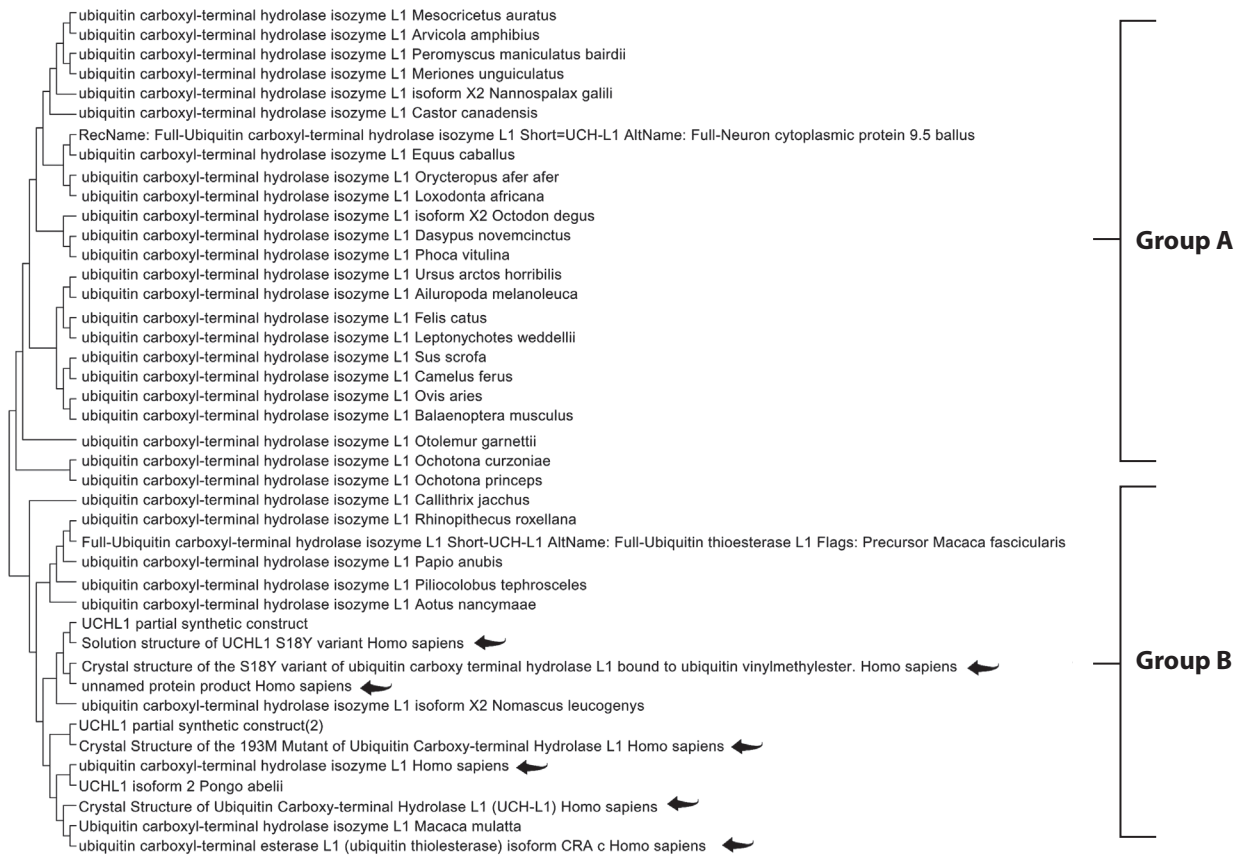 ubiquitin carboxyl-terminal hydrolase isozyme L1 Mesocricetus auratus
ubiquitin carboxyl-terminal hydrolase isozyme L1 Arvicola amphibius
ubiquitin carboxyl-terminal hydrolase isozyme L1 Peromyscus maniculatus bairdii
ubiquitin carboxyl-terminal hydrolase isozyme L1 Meriones unguiculatus
ubiquitin carboxyl-terminal hydrolase isozyme L1 isoform X2 Nannospalax galili
ubiquitin carboxyl-terminal hydrolase isozyme L1 Castor canadensis
RecName: Full-Ubiquitin carboxyl-terminal hydrolase isozyme L1 Short=UCH-L1 AltName: Full-Neuron cytoplasmic protein 9.5 ballus
ubiquitin carboxyl-terminal hydrolase isozyme L1 Equus caballus
ubiquitin carboxyl-terminal hydrolase isozyme L1 Orycteropus afer afer
ubiquitin carboxyl-terminal hydrolase isozyme L1 Loxodonta africana
ubiquitin carboxyl-terminal hydrolase isozyme L1 isoform X2 Octodon degus
ubiquitin carboxyl-terminal hydrolase isozyme L1 Dasypus novemcinctus
ubiquitin carboxyl-terminal hydrolase isozyme L1 Phoca vitulina
ubiquitin carboxyl-terminal hydrolase isozyme L1 Ursus arctos horribilis
ubiquitin carboxyl-terminal hydrolase isozyme L1 Ailuropoda melanoleuca
ubiquitin carboxyl-terminal hydrolase isozyme L1 Felis catus
ubiquitin carboxyl-terminal hydrolase isozyme L1 Leptonychotes weddellii
ubiquitin carboxyl-terminal hydrolase isozyme L1 Sus scrofa
ubiquitin carboxyl-terminal hydrolase isozyme L1 Camelus ferus
ubiquitin carboxyl-terminal hydrolase isozyme L1 Ovis aries
ubiquitin carboxyl-terminal hydrolase isozyme L1 Balaenoptera musculus
ubiquitin carboxyl-terminal hydrolase isozyme L1 Otolemur garnettii
ubiquitin carboxyl-terminal hydrolase isozyme L1 Ochotona curzoniae
ubiquitin carboxyl-terminal hydrolase isozyme L1 Ochotona princeps
Group A
ubiquitin carboxyl-terminal hydrolase isozyme L1 Callithrix jacchus
ubiquitin carboxyl-terminal hydrolase isozyme L1 Rhinopithecus roxellana
Full-Ubiquitin carboxyl-terminal hydrolase isozyme L1 Short-UCH-L1 AltName: Full-Ubiquitin thioesterase L1 Flags: Precursor Macaca fascicularis
ubiquitin carboxyl-terminal hydrolase isozyme L1 Papio anubis
ubiquitin carboxyl-terminal hydrolase isozyme L1 Piliocolobus tephrosceles
ubiquitin carboxyl-terminal hydrolase isozyme L1 Aotus nancymaae
UCHL1 partial synthetic construct
Solution structure of UCHL1 S18Y variant Homo sapiens
Crystal structure of the S18Y variant of ubiquitin carboxy terminal hydrolase L1 bound to ubiquitin vinylmethylester. Homo sapiens
unnamed protein product Homo sapiens
ubiquitin carboxyl-terminal hydrolase isozyme L1 isoform X2 Nomascus leucogenys
UCHL1 partial synthetic construct(2)
Crystal Structure of the 193M Mutant of Ubiquitin Carboxy-terminal Hydrolase L1 Homo sapiens
ubiquitin carboxyl-terminal hydrolase isozyme L1 Homo sapiens
UCHL1 isoform 2 Pongo abelii
Crystal Structure of Ubiquitin Carboxy-terminal Hydrolase L1 (UCH-L1) Homo sapiens
Ubiquitin carboxyl-terminal hydrolase isozyme L1 Macaca mulatta
ubiquitin carboxyl-terminal esterase L1 (ubiquitin thiolesterase) isoform CRA c Homo sapiens
Group B